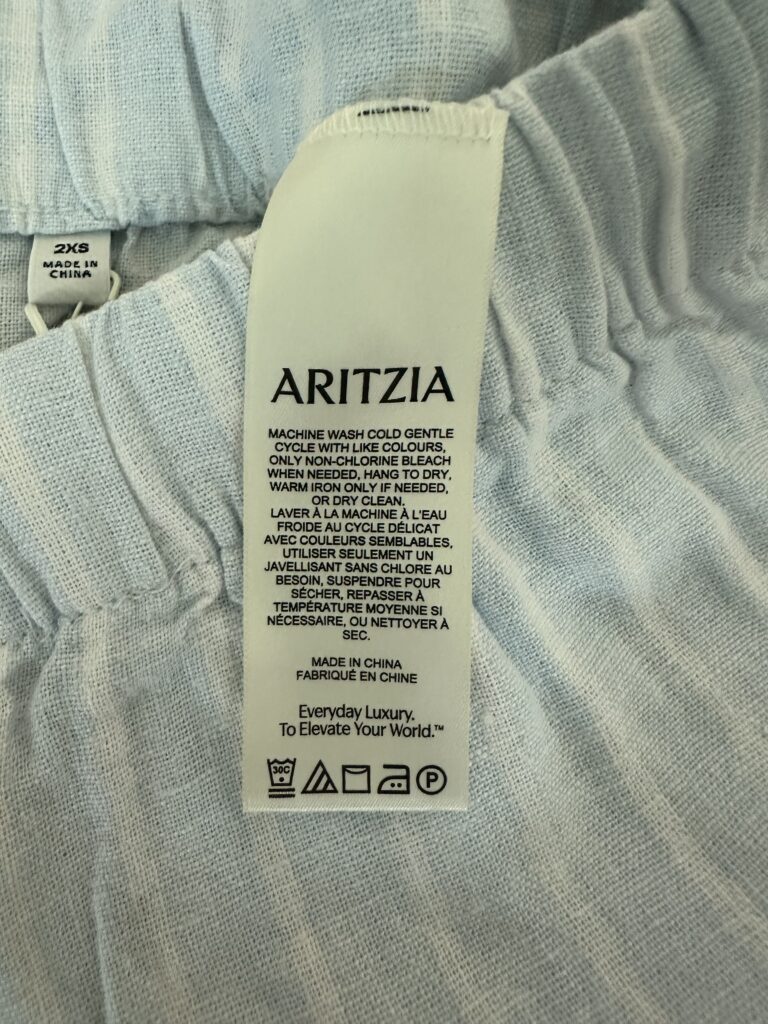 2XS
MADE IN
CHINA
ARITZIA
MACHINE WASH COLD GENTLE
CYCLE WITH LIKE COLOURS,
ONLY NON-CHLORINE BLEACH
WHEN NEEDED, HANG TO DRY,
WARM IRON ONLY IF NEEDED,
OR DRY CLEAN.
LAVER À LA MACHINE À L'EAU
FROIDE AU CYCLE DÉLICAT
AVEC COULEURS SEMBLABLES,
UTILISER SEULEMENT UN
JAVELLISANT SANS CHLORE AU
BESOIN, SUSPENDRE POUR
SÉCHER, REPASSER À
TEMPÉRATURE MOYENNE SI
NÉCESSAIRE, OU NETTOYER À
SEC.
MADE IN CHINA
FABRIQUÉ EN CHINE
Everyday Luxury.
To Elevate Your World.™
30C P